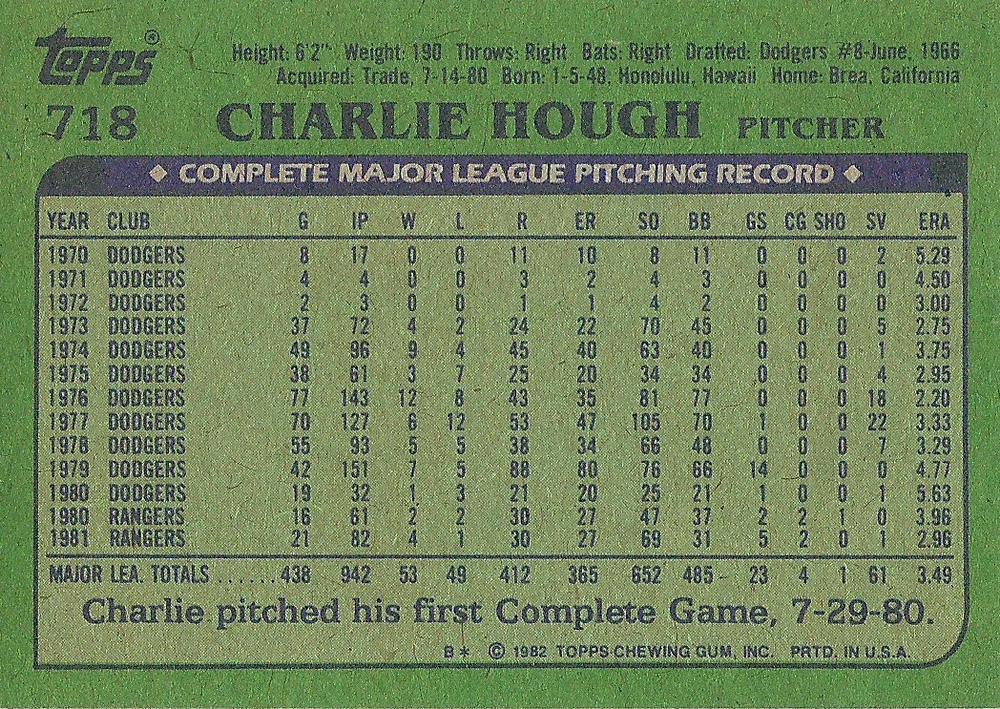 Topps® Height: 6'2" Weight: 190 Throws: Right Bats: Right Drafted: Dodgers #8-June, 1966
Acquired: Trade, 7-14-80 Born: 1-5-48, Honolulu, Hawaii Home: Brea, California
718 CHARLIE HOUGH PITCHER
◆ COMPLETE MAJOR LEAGUE PITCHING RECORD ◆
YEAR CLUB G IP W L R ER SO BB GS CG SHO SV ERA
1970 DODGERS 8 17 0 0 11 10 8 11 0 0 0 2 5.29
1971 DODGERS 4 4 0 0 3 2 4 3 0 0 0 0 4.50
1972 DODGERS 2 3 0 0 1 1 4 2 0 0 0 0 3.00
1973 DODGERS 37 72 4 2 24 22 70 45 0 0 0 5 2.75
1974 DODGERS 49 96 9 4 45 40 63 40 0 0 0 1 3.75
1975 DODGERS 38 61 3 7 25 20 34 34 0 0 0 4 2.95
1976 DODGERS 77 143 12 8 43 35 81 77 0 0 0 18 2.20
1977 DODGERS 70 127 6 12 53 47 105 70 1 0 0 22 3.33
1978 DODGERS 55 93 5 5 38 34 66 48 0 0 0 7 3.29
1979 DODGERS 42 151 7 5 88 80 76 66 14 0 0 0 4.77
1980 DODGERS 19 32 1 3 21 20 25 21 1 0 0 1 5.63
1980 RANGERS 16 61 2 2 30 27 47 37 2 2 1 0 3.96
1981 RANGERS 21 82 4 1 30 27 69 31 5 2 0 1 2.96
MAJOR LEA. TOTALS ......438 942 53 49 412 365 652 485 23 4 1 61 3.49
Charlie pitched his first Complete Game, 7-29-80.
B* © 1982 TOPPS CHEWING GUM, INC. PRTD. IN U.S.A.